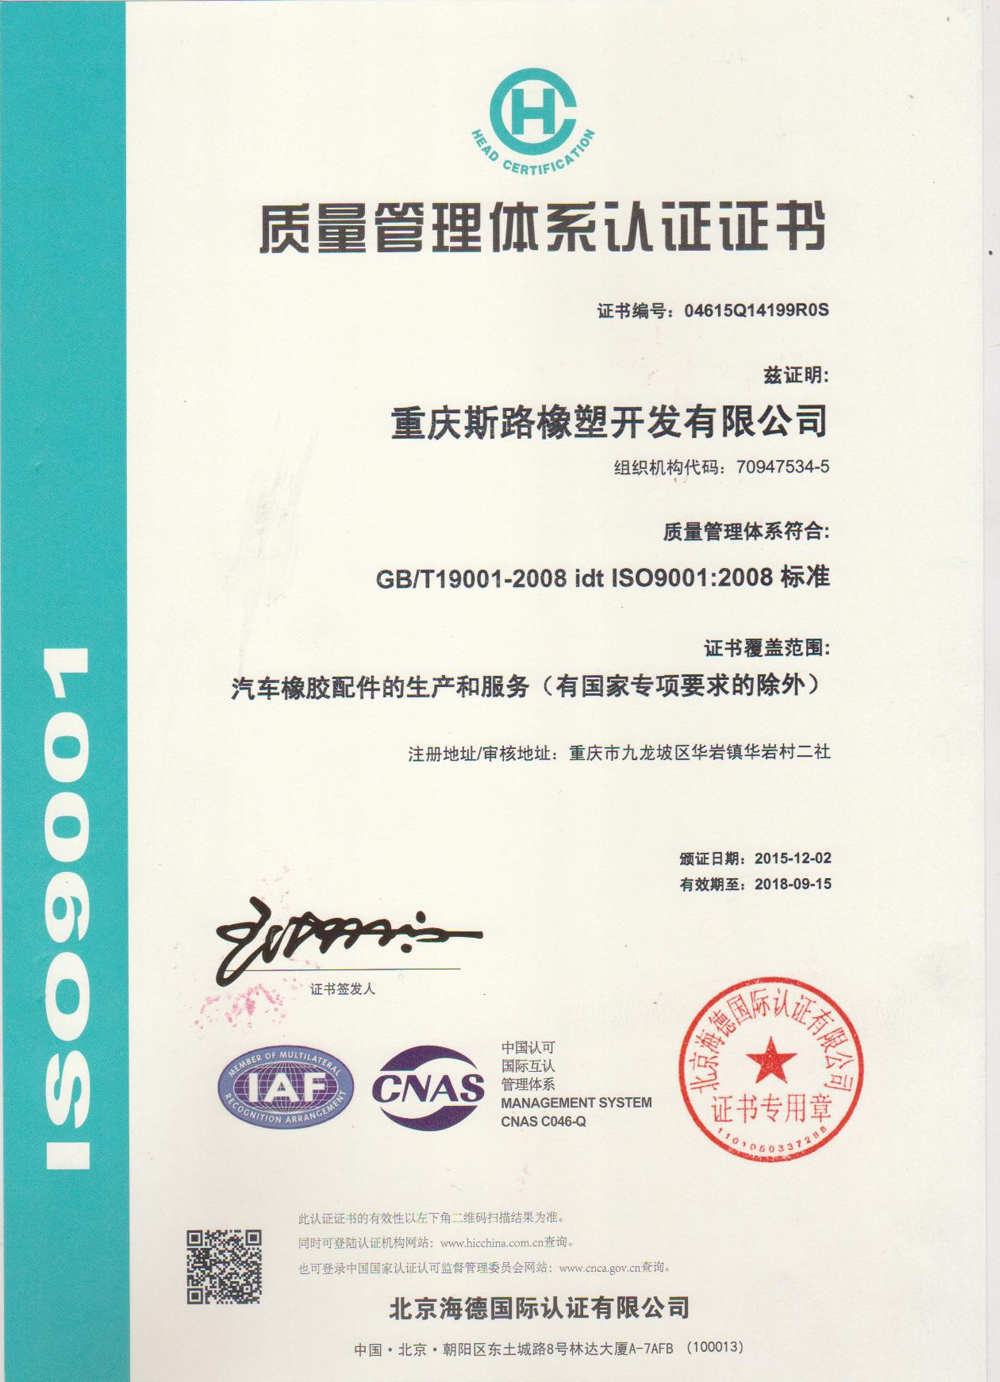 HEAD CERTIFICATION
质量管理体系认证证书
证书编号：04615Q14199R0S
兹证明:
重庆斯路橡塑开发有限公司
组织机构代码：70947534-5
质量管理体系符合:
GB/T19001-2008 idt ISO9001:2008 标准
证书覆盖范围:
汽车橡胶配件的生产和服务（有国家专项要求的除外）
注册地址/审核地址：重庆市九龙坡区华岩镇华岩村二社
颁证日期：2015-12-02
有效期至：2018-09-15
证书签发人
ISO9001
MEMBER OF MULTILATERAL
IAF
RECOGNITION ARRANGEMENT
CNAS
中国认可
国际互认
管理体系
MANAGEMENT SYSTEM
CNAS C046-Q
北京海德国际认证有限公司
证书专用章
1101050337288
此认证证书的有效性以左下角二维码扫描结果为准。
同时可登陆认证机构网站：www.hicchina.com.cn查询。
也可登录中国国家认证认可监督管理委员会网站：www.cnca.gov.cn查询。
北京海德国际认证有限公司
中国·北京·朝阳区东土城路8号林达大厦A-7AFB （100013）